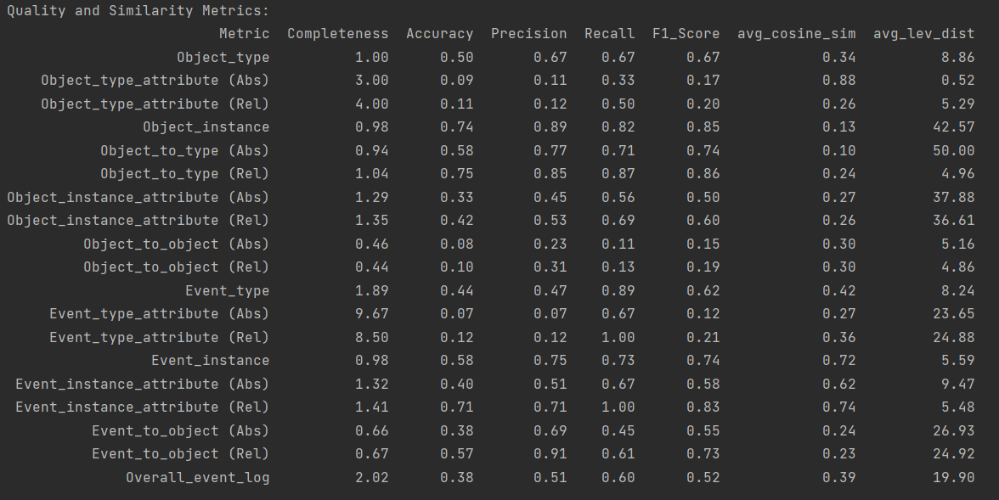 Quality and Similarity Metrics:
Metric Completeness Accuracy Precision Recall F1_Score avg_cosine_sim avg_lev_dist
Object_type 1.00 0.50 0.67 0.67 0.67 0.34 8.86
Object_type_attribute (Abs) 3.00 0.09 0.11 0.33 0.17 0.88 0.52
Object_type_attribute (Rel) 4.00 0.11 0.12 0.50 0.20 0.26 5.29
Object_instance 0.98 0.74 0.89 0.82 0.85 0.13 42.57
Object_to_type (Abs) 0.94 0.58 0.77 0.71 0.74 0.10 50.00
Object_to_type (Rel) 1.04 0.75 0.85 0.87 0.86 0.24 4.96
Object_instance_attribute (Abs) 1.29 0.33 0.45 0.56 0.50 0.27 37.88
Object_instance_attribute (Rel) 1.35 0.42 0.53 0.69 0.60 0.26 36.61
Object_to_object (Abs) 0.46 0.08 0.23 0.11 0.15 0.30 5.16
Object_to_object (Rel) 0.44 0.10 0.31 0.13 0.19 0.30 4.86
Event_type 1.89 0.44 0.47 0.89 0.62 0.42 8.24
Event_type_attribute (Abs) 9.67 0.07 0.07 0.67 0.12 0.27 23.65
Event_type_attribute (Rel) 8.50 0.12 0.12 1.00 0.21 0.36 24.88
Event_instance 0.98 0.58 0.75 0.73 0.74 0.72 5.59
Event_instance_attribute (Abs) 1.32 0.40 0.51 0.67 0.58 0.62 9.47
Event_instance_attribute (Rel) 1.41 0.71 0.71 1.00 0.83 0.74 5.48
Event_to_object (Abs) 0.66 0.38 0.69 0.45 0.55 0.24 26.93
Event_to_object (Rel) 0.67 0.57 0.91 0.61 0.73 0.23 24.92
Overall_event_log 2.02 0.38 0.51 0.60 0.52 0.39 19.90